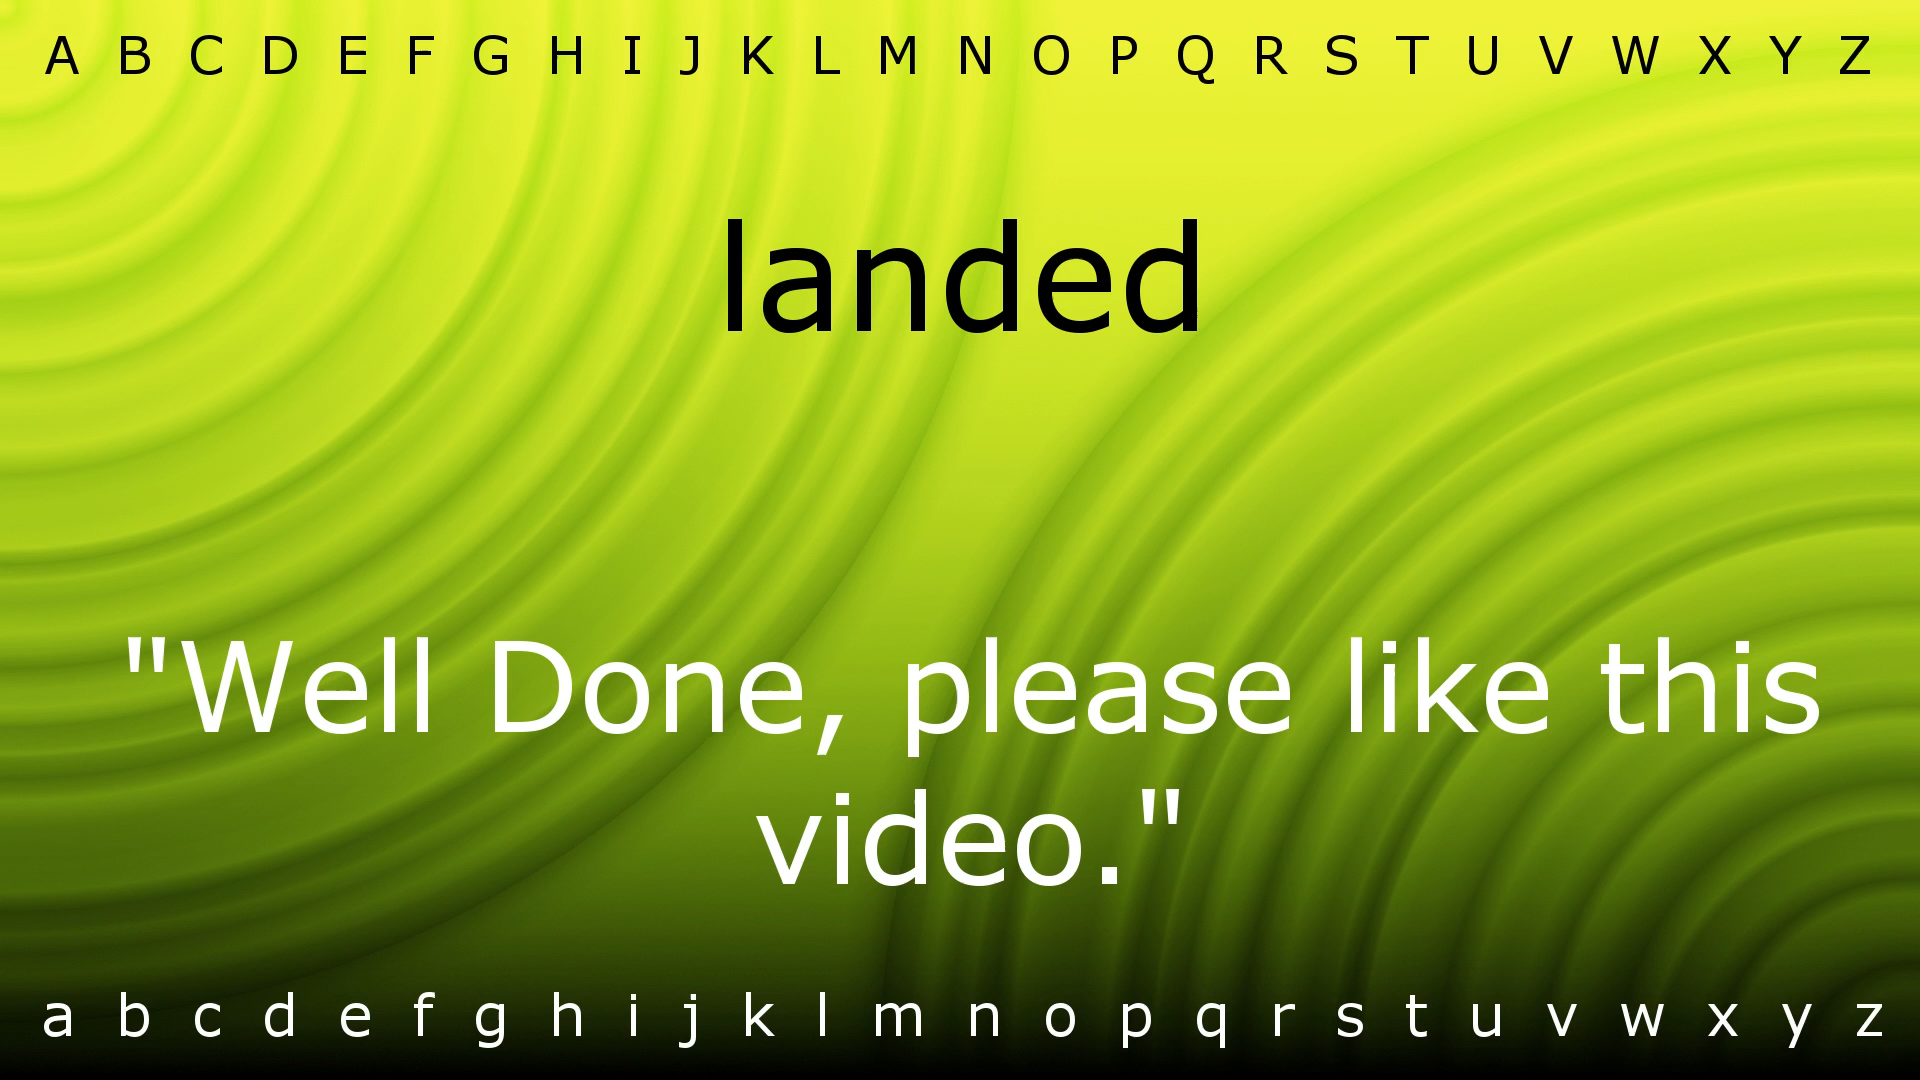 A B C D E F G H I J K L M N O P Q R S T U V W X Y Z
landed
"Well Done, please like this
video."
a b c d e f g h i j k l m n o p q r s t u v w x y z